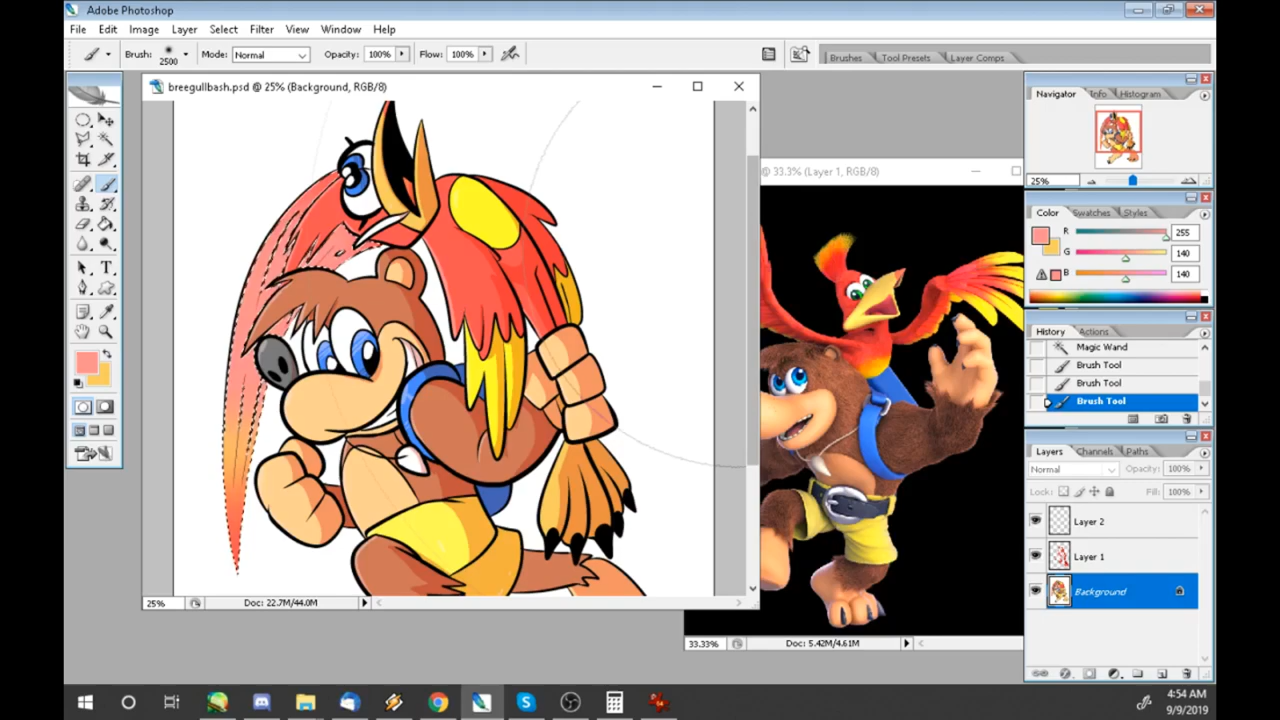 Adobe Photoshop
File Edit Image Layer Select Filter View Window Help
Brush: 2500 Mode: Normal Opacity: 100% Flow: 100% Brushes Tool Presets Layer Comps
breegullbash.psd @ 25% (Background, RGB/8)
@ 33.3% (Layer 1, RGB/8)
Navigator Info Histogram
25%
Color Swatches Styles
R 255
G 140
B 140
History Actions
Magic Wand
Brush Tool
Brush Tool
Brush Tool
Layers Channels Paths
Normal Opacity: 100%
Lock: Fill: 100%
Layer 2
Layer 1
Background
25% Doc: 22.7M/44.0M
33.33% Doc: 5.42M/4.61M
4:54 AM
9/9/2019